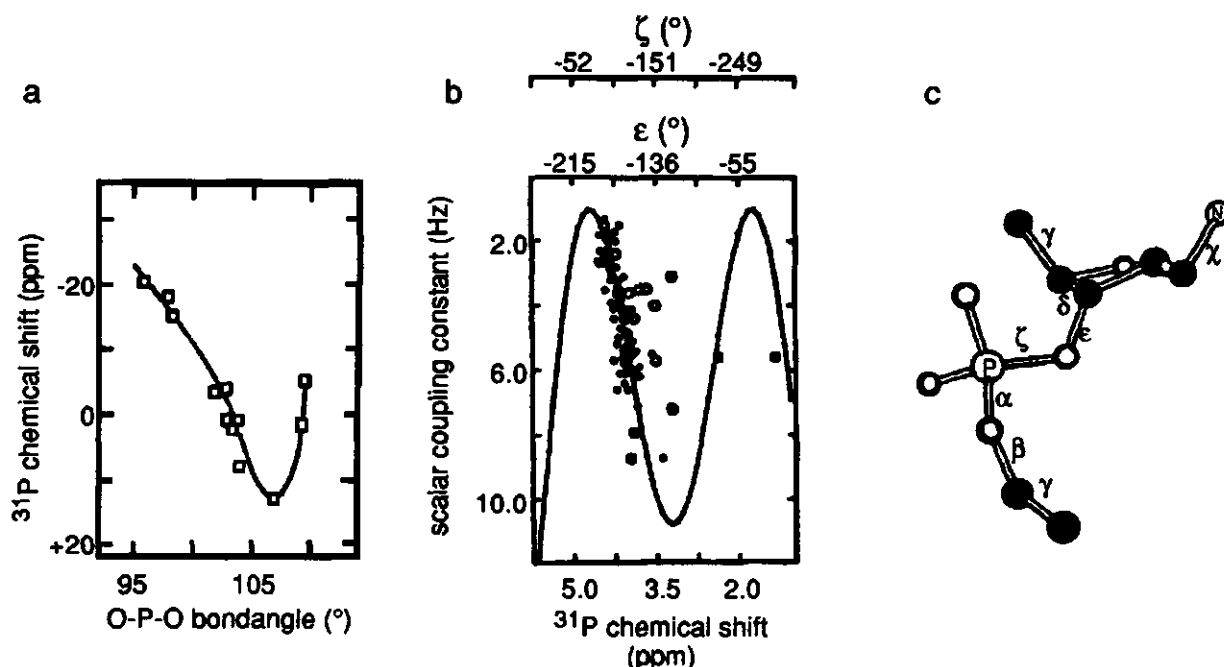 a
31P chemical shift (ppm
-20
0
+20
95 105
O-P-O bondangle (°)
b
ζ (°)
-52 -151 -249
ε (°)
-215 -136 -55
scalar coupling constant (Hz)
2.0
6.0
10.0
5.0 3.5 2.0
31P chemical shift
(ppm)
c
N
γ
χ
δ
ε
ζ
P
α
β
γ